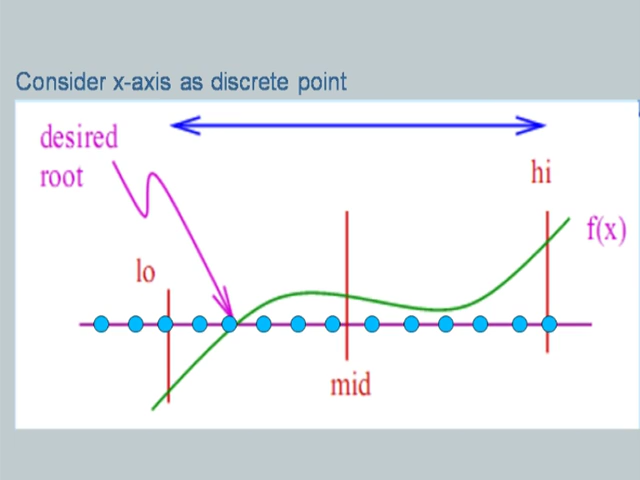 Consider x-axis as discrete point
desired
root
hi
f(x)
lo
mid